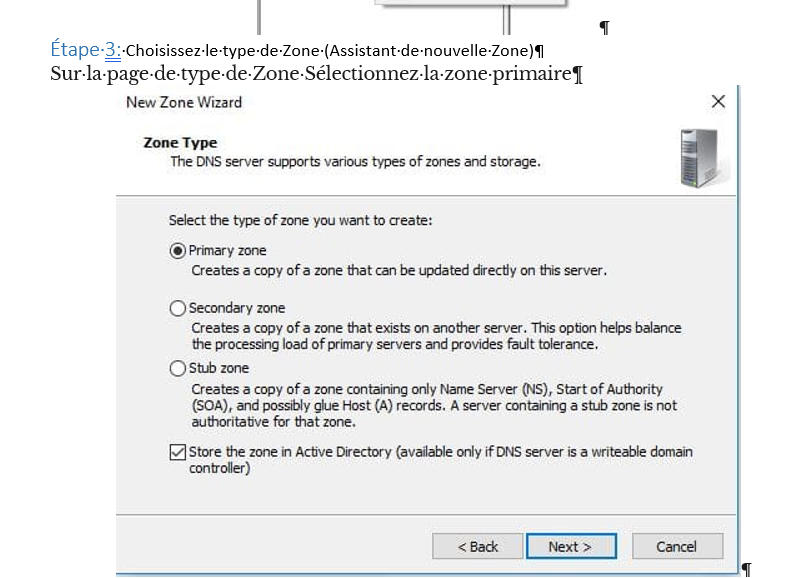 ¶
Étape·3:·Choisissez·le·type·de·Zone·(Assistant·de·nouvelle·Zone)¶
Sur·la·page·de·type·de·Zone·Sélectionnez·la·zone·primaire¶
New Zone Wizard
Zone Type
The DNS server supports various types of zones and storage.
Select the type of zone you want to create:
Primary zone
Creates a copy of a zone that can be updated directly on this server.
Secondary zone
Creates a copy of a zone that exists on another server. This option helps balance
the processing load of primary servers and provides fault tolerance.
Stub zone
Creates a copy of a zone containing only Name Server (NS), Start of Authority
(SOA), and possibly glue Host (A) records. A server containing a stub zone is not
authoritative for that zone.
Store the zone in Active Directory (available only if DNS server is a writeable domain
controller)
< Back Next > Cancel
¶